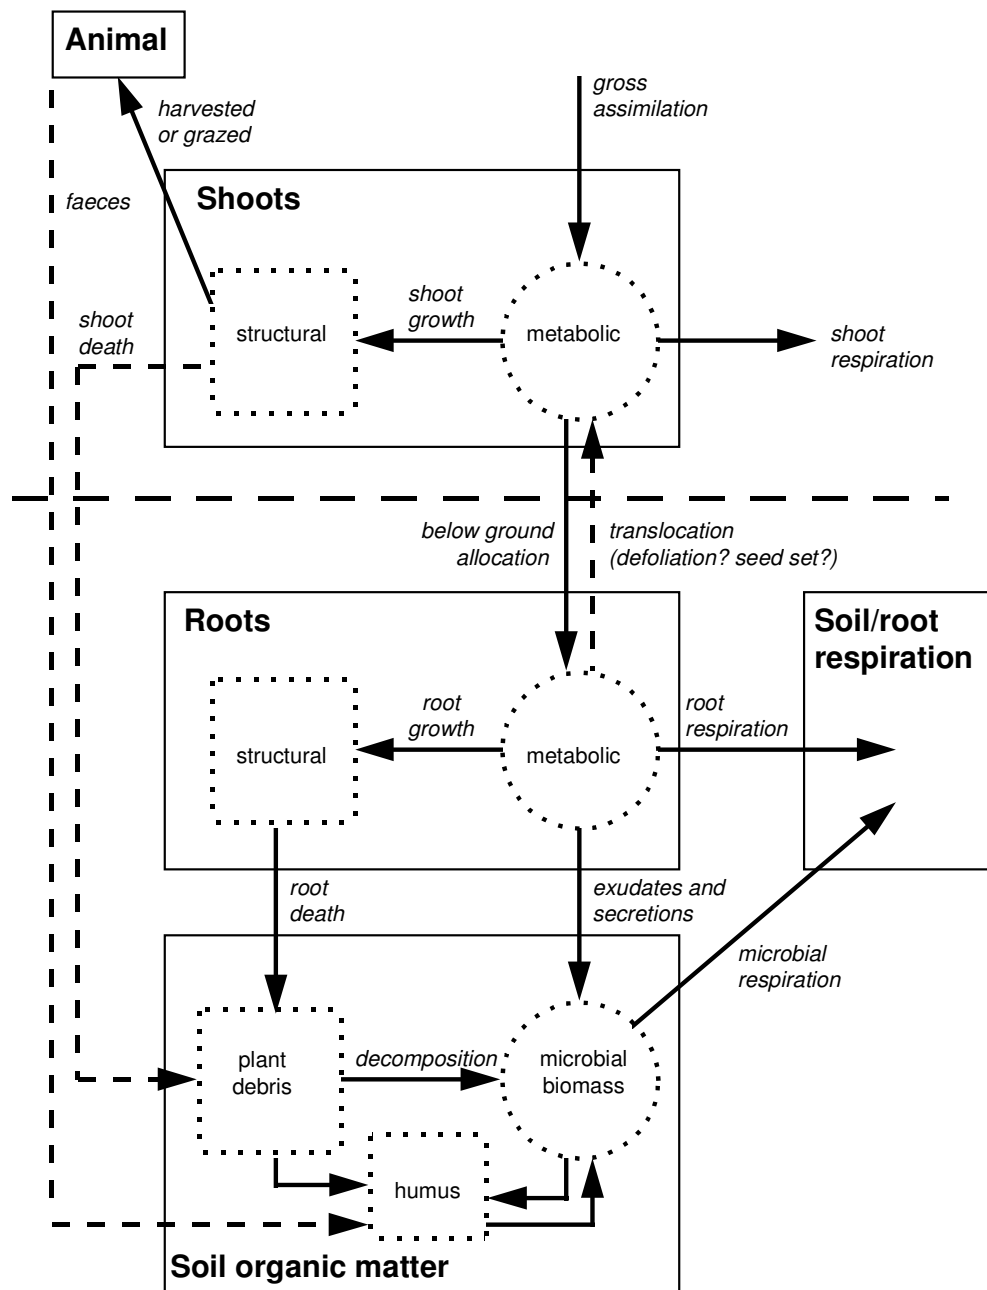 Animal
gross
assimilation
harvested
or grazed
faeces
Shoots
shoot
death
structural
shoot
growth
metabolic
shoot
respiration
below ground
allocation
translocation
(defoliation? seed set?)
Roots
Soil/root
respiration
structural
root
growth
metabolic
root
respiration
root
death
exudates and
secretions
microbial
respiration
plant
debris
decomposition
microbial
biomass
humus
Soil organic matter